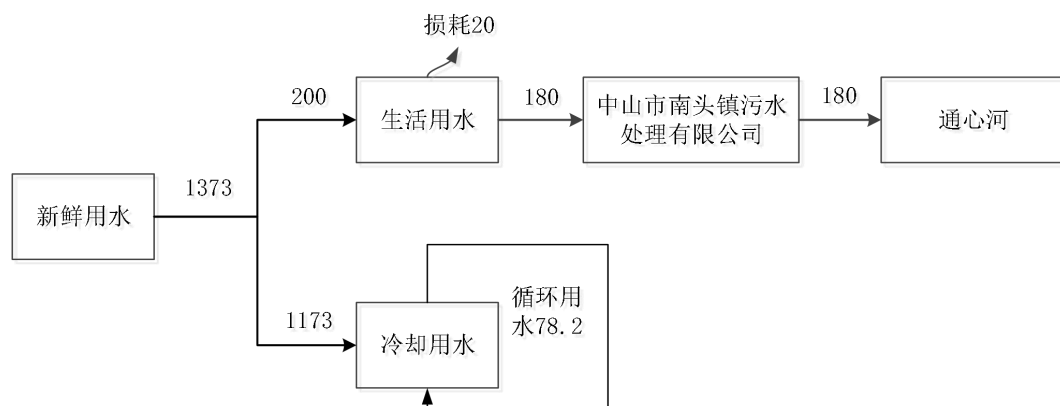 损耗20
200
生活用水
180
中山市南头镇污水
处理有限公司
180
通心河
新鲜用水
1373
1173
冷却用水
循环用
水78.2